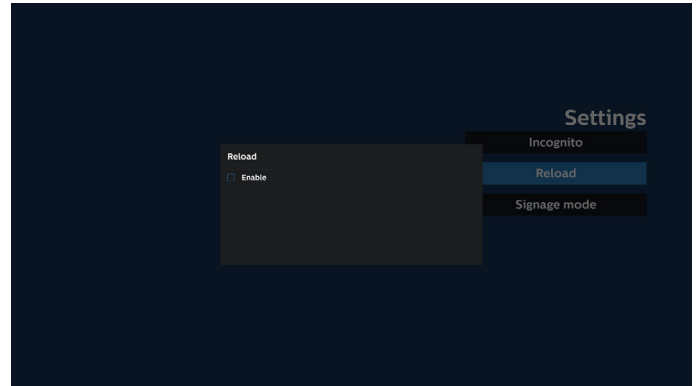 Settings
Incognito
Reload
Signage mode
Reload
Enable